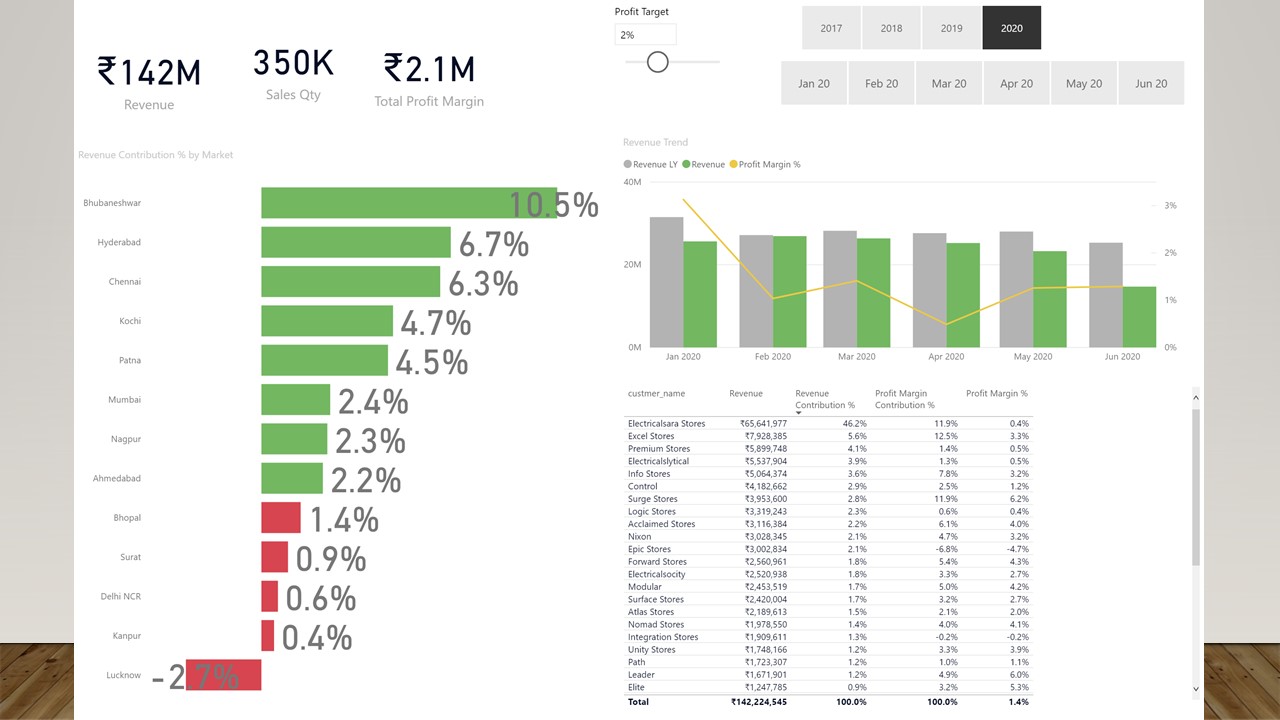 Profit Target
2%
2017 2018 2019 2020
Jan 20 Feb 20 Mar 20 Apr 20 May 20 Jun 20
₹142M
Revenue
350K
Sales Qty
₹2.1M
Total Profit Margin
Revenue Contribution % by Market
Bhubaneshwar 10.5%
Hyderabad 6.7%
Chennai 6.3%
Kochi 4.7%
Patna 4.5%
Mumbai 2.4%
Nagpur 2.3%
Ahmedabad 2.2%
Bhopal 1.4%
Surat 0.9%
Delhi NCR 0.6%
Kanpur 0.4%
Lucknow -2.7%
Revenue Trend
Revenue LY Revenue Profit Margin %
40M
20M
0M
3%
2%
1%
0%
Jan 2020 Feb 2020 Mar 2020 Apr 2020 May 2020 Jun 2020
custmer_name Revenue Revenue Profit Margin Profit Margin %
Contribution % Contribution %
Electricalsara Stores ₹65,641,977 46.2% 11.9% 0.4%
Excel Stores ₹7,928,385 5.6% 12.5% 3.3%
Premium Stores ₹5,899,748 4.1% 1.4% 0.5%
Electricalslytical ₹5,537,904 3.9% 1.3% 0.5%
Info Stores ₹5,064,374 3.6% 7.8% 3.2%
Control ₹4,182,662 2.9% 2.5% 1.2%
Surge Stores ₹3,953,600 2.8% 11.9% 6.2%
Logic Stores ₹3,319,243 2.3% 0.6% 0.4%
Acclaimed Stores ₹3,116,384 2.2% 6.1% 4.0%
Nixon ₹3,028,345 2.1% 4.7% 3.2%
Epic Stores ₹3,002,834 2.1% -6.8% -4.7%
Forward Stores ₹2,560,961 1.8% 5.4% 4.3%
Electricalsocity ₹2,520,938 1.8% 3.3% 2.7%
Modular ₹2,453,519 1.7% 5.0% 4.2%
Surface Stores ₹2,420,004 1.7% 3.2% 2.7%
Atlas Stores ₹2,189,613 1.5% 2.1% 2.0%
Nomad Stores ₹1,978,550 1.4% 4.0% 4.1%
Integration Stores ₹1,909,611 1.3% -0.2% -0.2%
Unity Stores ₹1,748,166 1.2% 3.3% 3.9%
Path ₹1,723,307 1.2% 1.0% 1.1%
Leader ₹1,671,901 1.2% 4.9% 6.0%
Elite ₹1,247,785 0.9% 3.2% 5.3%
Total ₹142,224,545 100.0% 100.0% 1.4%